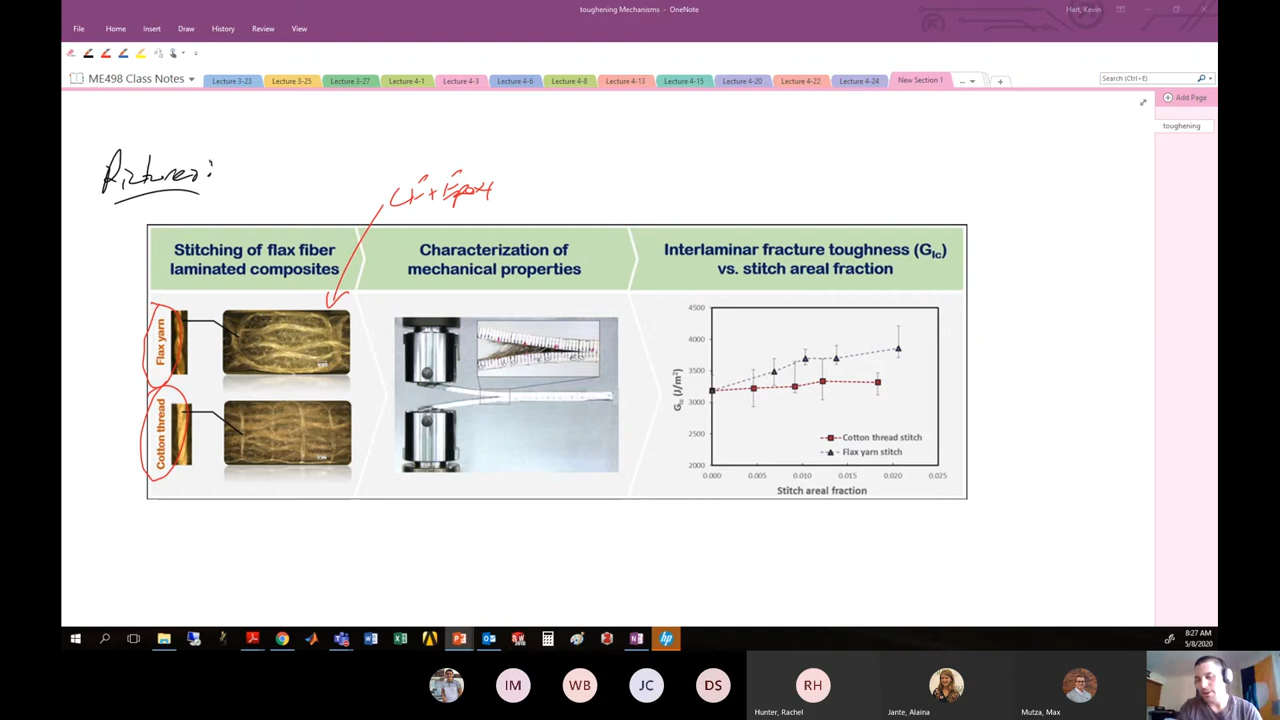 toughening Mechanisms - OneNote
Hart, Kevin
File Home Insert Draw History Review View
ME498 Class Notes
Lecture 3-23 Lecture 3-25 Lecture 3-27 Lecture 4-1 Lecture 4-3 Lecture 4-6 Lecture 4-8 Lecture 4-13 Lecture 4-15 Lecture 4-20 Lecture 4-22 Lecture 4-24 New Section 1 ...
Search (Ctrl+E)
Add Page
toughening
Pictures:
+ Epoxy
Stitching of flax fiber
laminated composites
Characterization of
mechanical properties
Interlaminar fracture toughness (GIc)
vs. stitch areal fraction
Flax yarn
Cotton thread
GIc (J/m²)
4500
4000
3500
3000
2500
2000
Cotton thread stitch
Flax yarn stitch
0.000 0.005 0.010 0.015 0.020 0.025
Stitch areal fraction
8:27 AM
5/8/2020
IM WB JC DS RH
Hunter, Rachel
Jante, Alaina
Mutza, Max